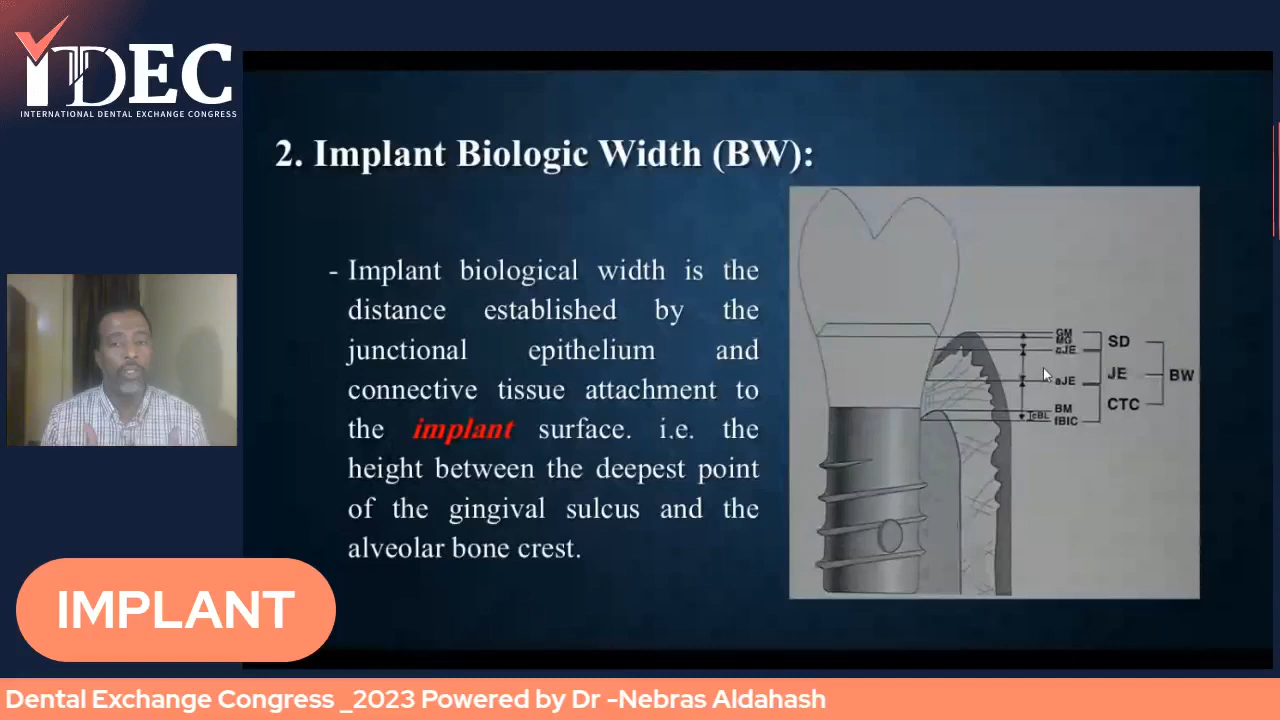 ITDEC
INTERNATIONAL DENTAL EXCHANGE CONGRESS
2. Implant Biologic Width (BW):
- Implant biological width is the
distance established by the
junctional epithelium and
connective tissue attachment to
the implant surface. i.e. the
height between the deepest point
of the gingival sulcus and the
alveolar bone crest.
GM
cJE
aJE
BM
fBIC
SD
JE
CTC
BW
IMPLANT
Dental Exchange Congress _2023 Powered by Dr -Nebras Aldahash